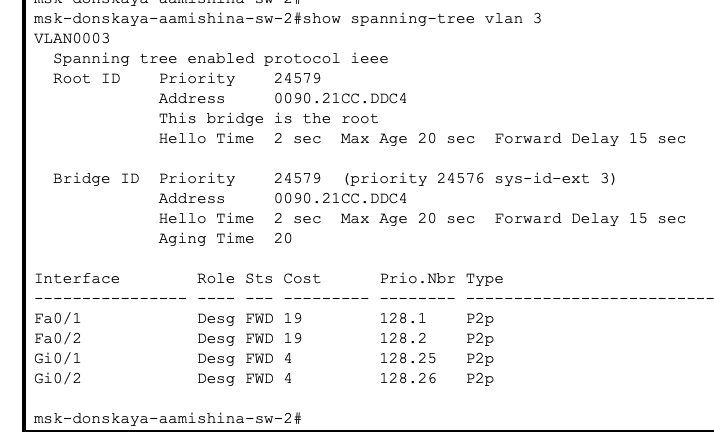 msk-donskaya-aamishina-sw-2#
msk-donskaya-aamishina-sw-2#show spanning-tree vlan 3
VLAN0003
  Spanning tree enabled protocol ieee
  Root ID    Priority    24579
             Address     0090.21CC.DDC4
             This bridge is the root
             Hello Time  2 sec  Max Age 20 sec  Forward Delay 15 sec

  Bridge ID  Priority    24579  (priority 24576 sys-id-ext 3)
             Address     0090.21CC.DDC4
             Hello Time  2 sec  Max Age 20 sec  Forward Delay 15 sec
             Aging Time  20

Interface        Role Sts Cost      Prio.Nbr Type
---------------- ---- --- --------- -------- --------------------------
Fa0/1            Desg FWD 19        128.1    P2p
Fa0/2            Desg FWD 19        128.2    P2p
Gi0/1            Desg FWD 4         128.25   P2p
Gi0/2            Desg FWD 4         128.26   P2p

msk-donskaya-aamishina-sw-2#